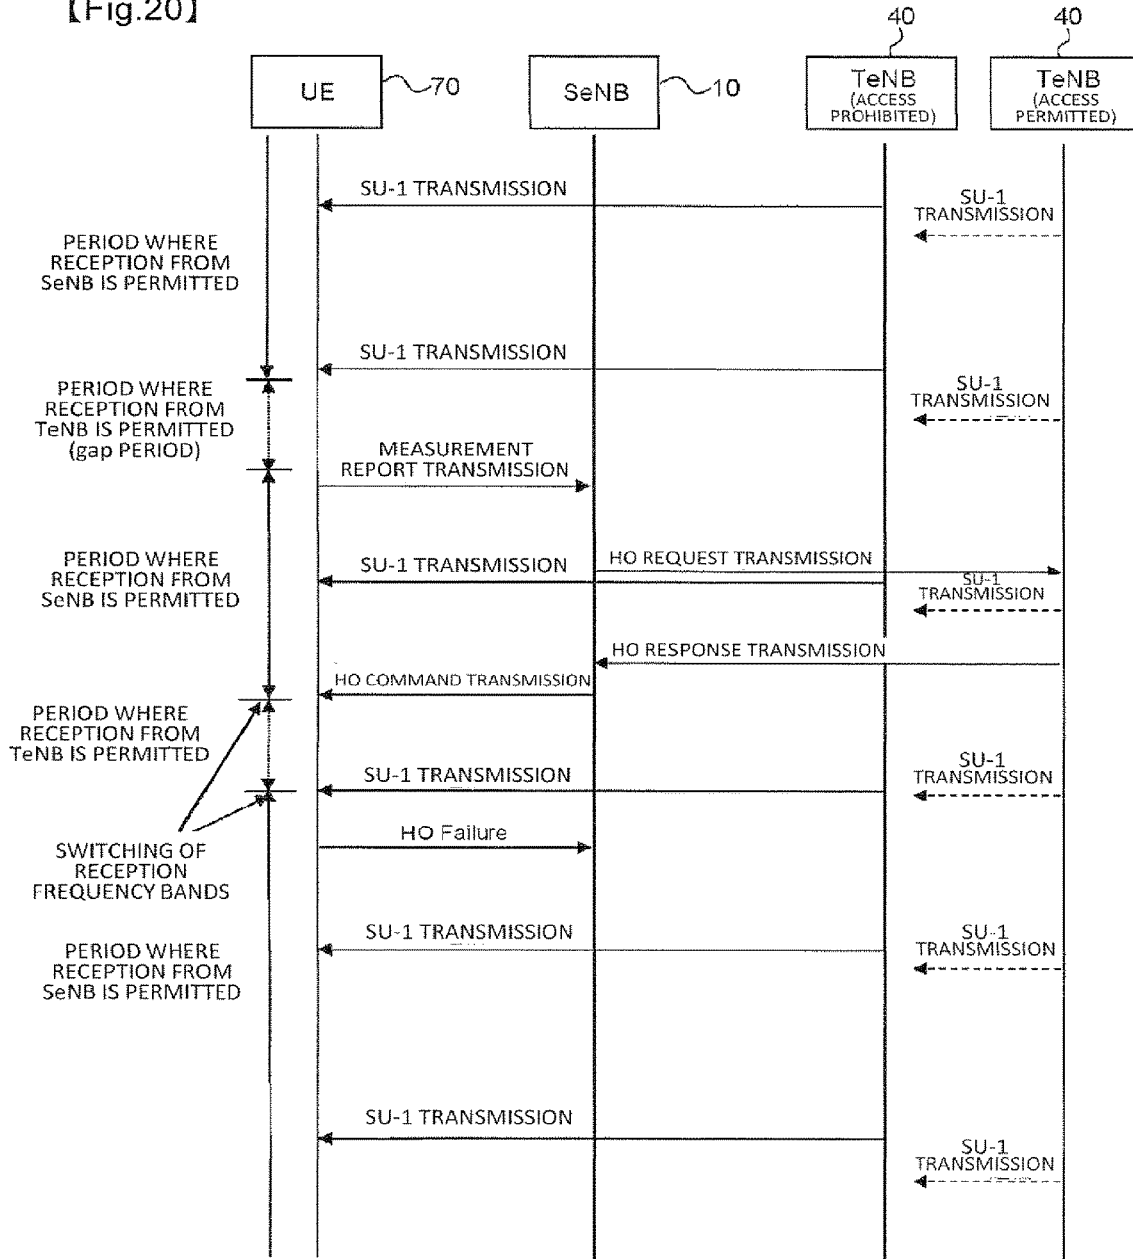 【Fig.20】
40
40
UE
70
SeNB
10
TeNB
(ACCESS
PROHIBITED)
TeNB
(ACCESS
PERMITTED)
SU-1 TRANSMISSION
SU-1
TRANSMISSION
PERIOD WHERE
RECEPTION FROM
SeNB IS PERMITTED
SU-1 TRANSMISSION
SU-1
TRANSMISSION
PERIOD WHERE
RECEPTION FROM
TeNB IS PERMITTED
(gap PERIOD)
MEASUREMENT
REPORT TRANSMISSION
PERIOD WHERE
RECEPTION FROM
SeNB IS PERMITTED
SU-1 TRANSMISSION
HO REQUEST TRANSMISSION
SU-1
TRANSMISSION
HO RESPONSE TRANSMISSION
HO COMMAND TRANSMISSION
PERIOD WHERE
RECEPTION FROM
TeNB IS PERMITTED
SU-1 TRANSMISSION
SU-1
TRANSMISSION
HO Failure
SWITCHING OF
RECEPTION
FREQUENCY BANDS
SU-1 TRANSMISSION
SU-1
TRANSMISSION
PERIOD WHERE
RECEPTION FROM
SeNB IS PERMITTED
SU-1 TRANSMISSION
SU-1
TRANSMISSION